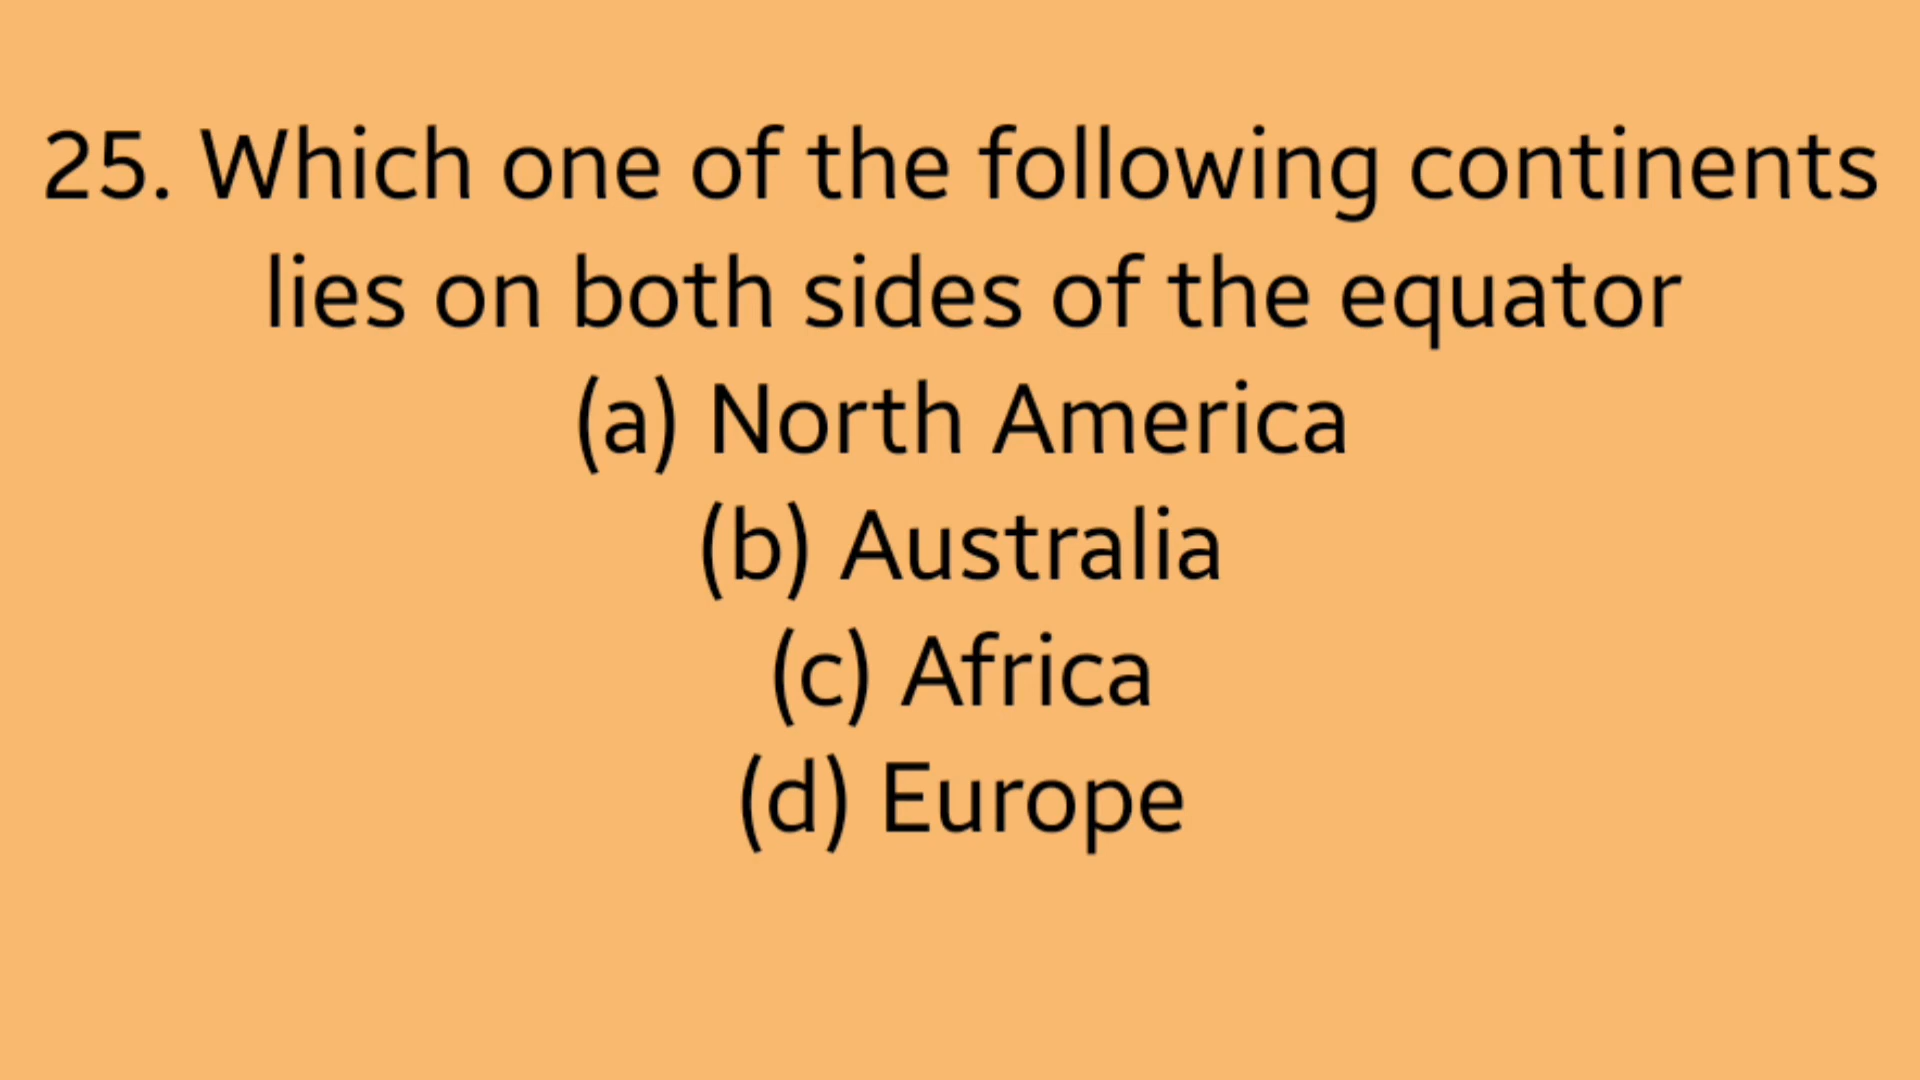 25. Which one of the following continents
lies on both sides of the equator
(a) North America
(b) Australia
(c) Africa
(d) Europe